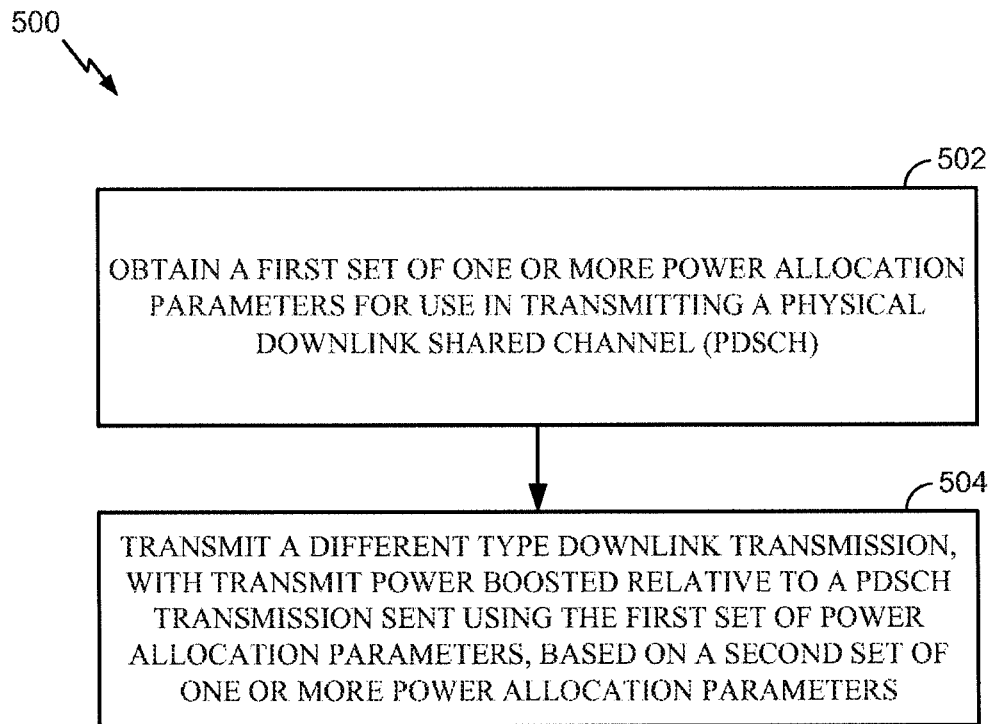 500
502
OBTAIN A FIRST SET OF ONE OR MORE POWER ALLOCATION
PARAMETERS FOR USE IN TRANSMITTING A PHYSICAL
DOWNLINK SHARED CHANNEL (PDSCH)
504
TRANSMIT A DIFFERENT TYPE DOWNLINK TRANSMISSION,
WITH TRANSMIT POWER BOOSTED RELATIVE TO A PDSCH
TRANSMISSION SENT USING THE FIRST SET OF POWER
ALLOCATION PARAMETERS, BASED ON A SECOND SET OF
ONE OR MORE POWER ALLOCATION PARAMETERS